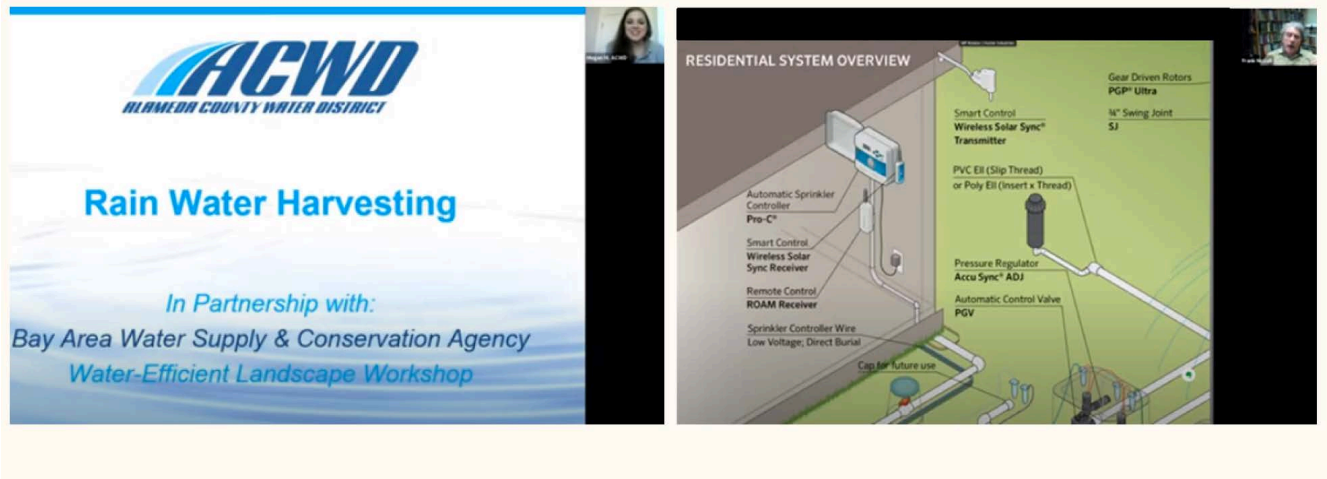 ACWD
ALAMEDA COUNTY WATER DISTRICT
Rain Water Harvesting
In Partnership with:
Bay Area Water Supply & Conservation Agency
Water-Efficient Landscape Workshop
Megan H, ACWD
RESIDENTIAL SYSTEM OVERVIEW
Gear Driven Rotors
PGP® Ultra
¾" Swing Joint
SJ
Smart Control
Wireless Solar Sync®
Transmitter
PVC Ell (Slip Thread)
or Poly Ell (Insert x Thread)
Automatic Sprinkler
Controller
Pro-C®
Smart Control
Wireless Solar
Sync Receiver
Remote Control
ROAM Receiver
Pressure Regulator
Accu Sync® ADJ
Automatic Control Valve
PGV
Sprinkler Controller Wire
Low Voltage; Direct Burial
Cap for future use